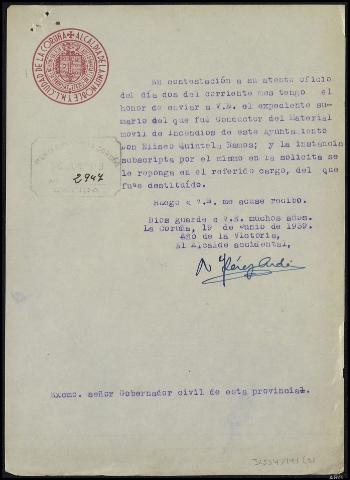 ALCALDIA DE LA MUY NOBLE Y M. L. CIUDAD DE LA CORUÑA
En contestación a su atento oficio
del día dos del corriente mes tengo el
honor de enviar a V.E. el expediente su-
mario del que fué Conductor del Material
movil de Incendios de este Ayuntamiento
Don Eliseo Quintela Ramos; y la instancia
subscripta por el mismo en la solicita se
le reponga en el referido cargo, del que
fué destituído.
Ruego a V.E. me acuse recibo.
Dios guarde a V.E. muchos años.
La Coruña, 19 de Junio de 1939.
Año de la Victoria,
El Alcalde accidental,
2947
Excmo. señor Gobernador civil de esta provincia.